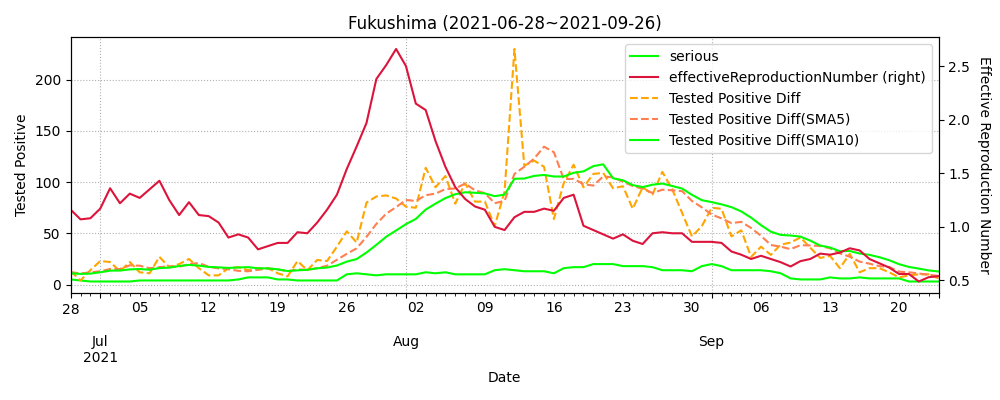 Fukushima (2021-06-28~2021-09-26)
serious
effectiveReproductionNumber (right)
Tested Positive Diff
Tested Positive Diff(SMA5)
Tested Positive Diff(SMA10)
Tested Positive
200
150
100
50
0
2.5
2.0
1.5
1.0
0.5
Effective Reproduction Number
28 05 12 19 26 02 09 16 23 30 06 13 20
Jul Aug Sep
2021
Date